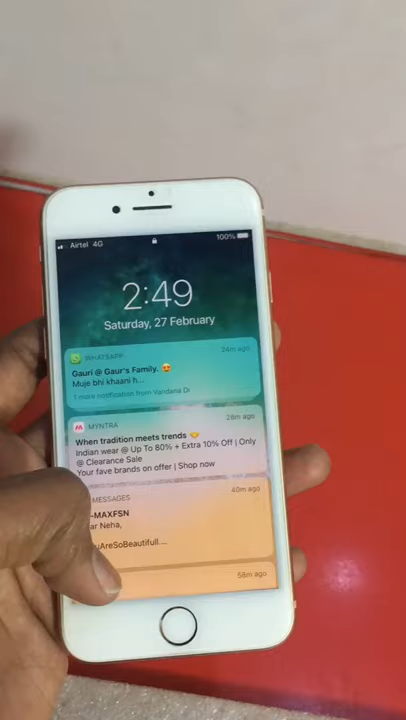 Airtel 4G
100%
2:49
Saturday, 27 February
WHATSAPP
24m ago
Gauri @ Gaur's Family. 😍
Muje bhi khaani h...
1 more notification from Vandana Di
MYNTRA
28m ago
When tradition meets trends 🤝
Indian wear @ Up To 80% + Extra 10% Off | Only
@ Clearance Sale
Your fave brands on offer | Shop now
MESSAGES
40m ago
-MAXFSN
ar Neha,
uAreSoBeautifull....
58m ago